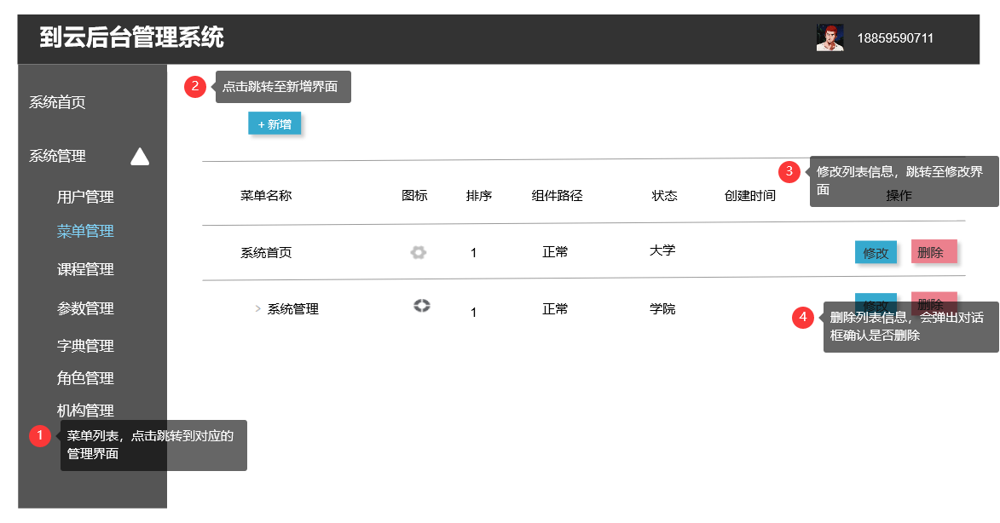 到云后台管理系统
18859590711
2
点击跳转至新增界面
系统首页
+ 新增
系统管理
3
修改列表信息，跳转至修改界
面
用户管理
菜单名称 图标 排序 组件路径 状态 创建时间 操作
菜单管理
系统首页 1 正常 大学 修改 删除
课程管理
参数管理
> 系统管理 1 正常 学院 修改 删除
4
删除列表信息，会弹出对话
框确认是否删除
字典管理
角色管理
机构管理
1
菜单列表，点击跳转到对应的
管理界面